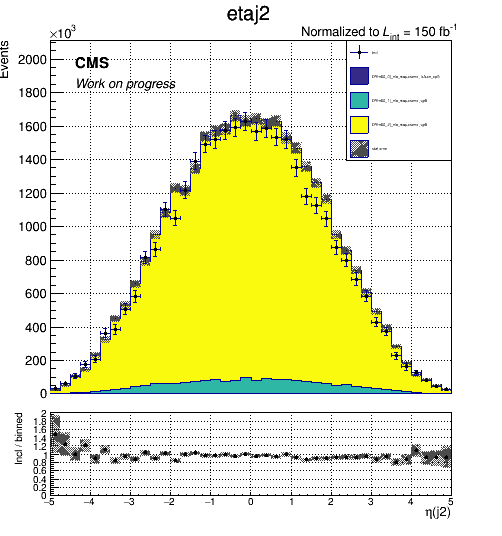 etaj2
Normalized to L_int = 150 fb⁻¹
×10³
Events
CMS
Work on progress
Incl
stat error
2000
1800
1600
1400
1200
1000
800
600
400
200
0
Incl / binned
2
1.8
1.6
1.4
1.2
1
0.8
0.6
0.4
0.2
0
−5 −4 −3 −2 −1 0 1 2 3 4 5
η(j2)